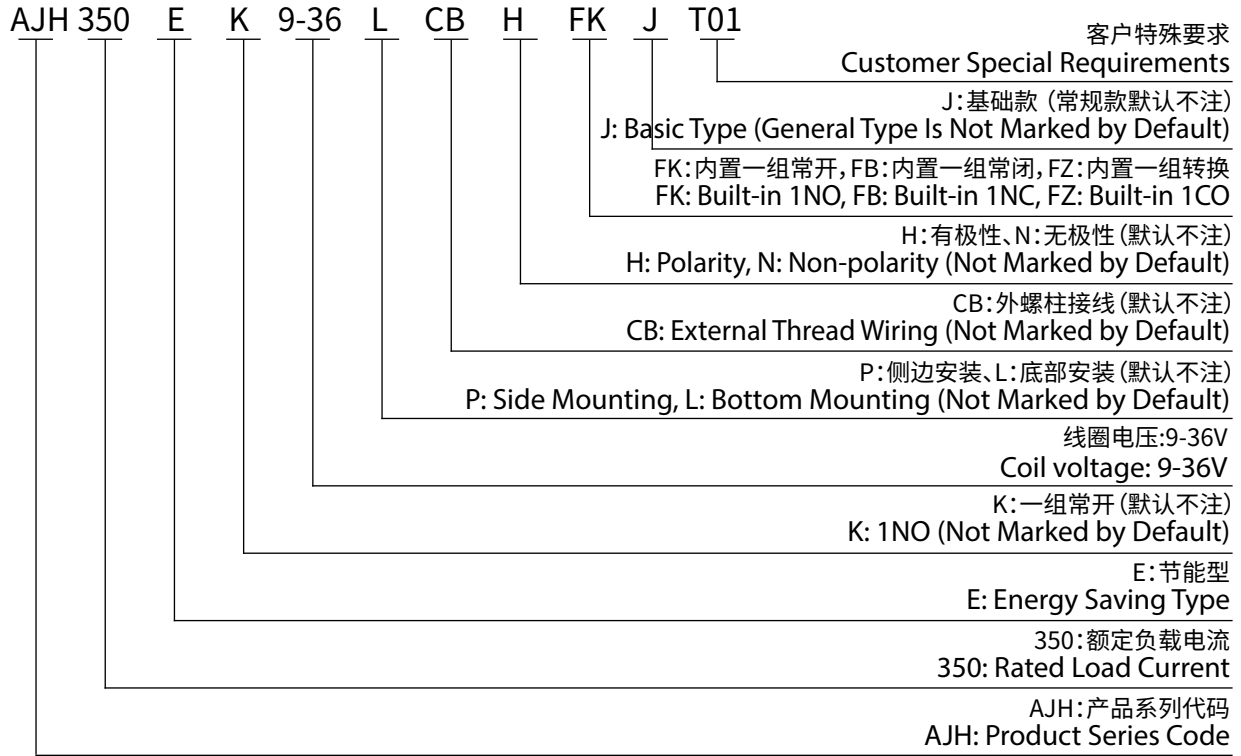 AJH 350 E K 9-36 L CB H FK J T01
客户特殊要求
Customer Special Requirements
J:基础款 (常规款默认不注)
J: Basic Type (General Type Is Not Marked by Default)
FK:内置一组常开,FB:内置一组常闭,FZ:内置一组转换
FK: Built-in 1NO, FB: Built-in 1NC, FZ: Built-in 1CO
H:有极性、N:无极性(默认不注)
H: Polarity, N: Non-polarity (Not Marked by Default)
CB:外螺柱接线(默认不注)
CB: External Thread Wiring (Not Marked by Default)
P:侧边安装、L:底部安装(默认不注)
P: Side Mounting, L: Bottom Mounting (Not Marked by Default)
线圈电压:9-36V
Coil voltage: 9-36V
K:一组常开(默认不注)
K: 1NO (Not Marked by Default)
E:节能型
E: Energy Saving Type
350:额定负载电流
350: Rated Load Current
AJH:产品系列代码
AJH: Product Series Code